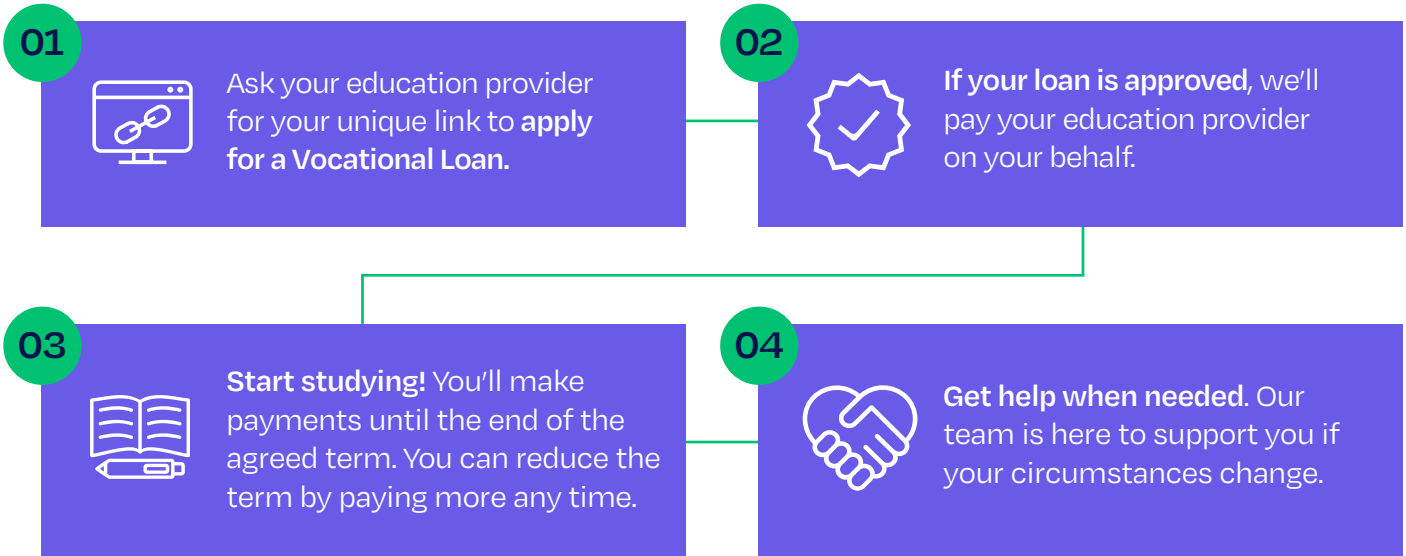 01
Ask your education provider
for your unique link to apply
for a Vocational Loan.
02
If your loan is approved, we’ll
pay your education provider
on your behalf.
03
Start studying! You’ll make
payments until the end of the
agreed term. You can reduce the
term by paying more any time.
04
Get help when needed. Our
team is here to support you if
your circumstances change.